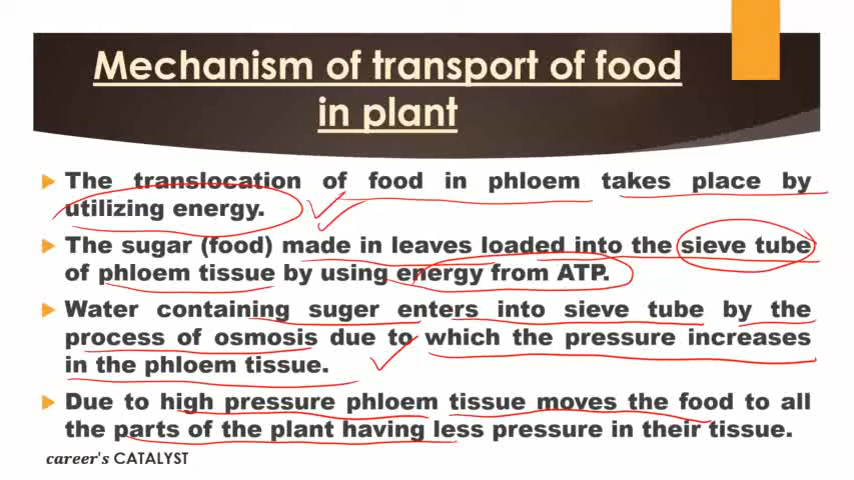 Mechanism of transport of food
in plant
The translocation of food in phloem takes place by
utilizing energy.
The sugar (food) made in leaves loaded into the sieve tube
of phloem tissue by using energy from ATP.
Water containing suger enters into sieve tube by the
process of osmosis due to which the pressure increases
in the phloem tissue.
Due to high pressure phloem tissue moves the food to all
the parts of the plant having less pressure in their tissue.
career's CATALYST